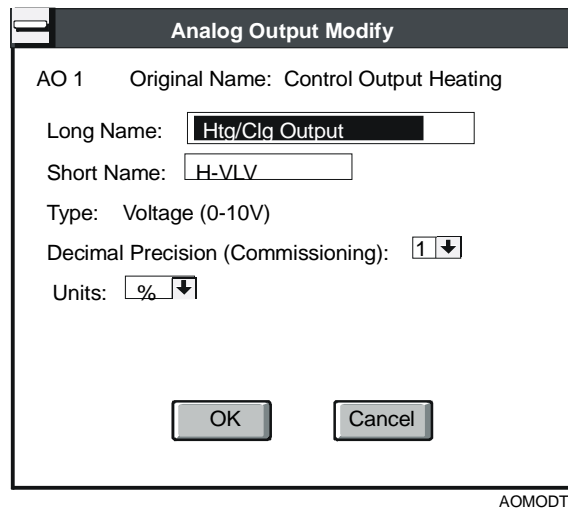 Analog Output Modify
AO 1 Original Name: Control Output Heating
Long Name: Htg/Clg Output
Short Name: H-VLV
Type: Voltage (0-10V)
Decimal Precision (Commissioning): 1
Units: %
OK Cancel
AOMODT